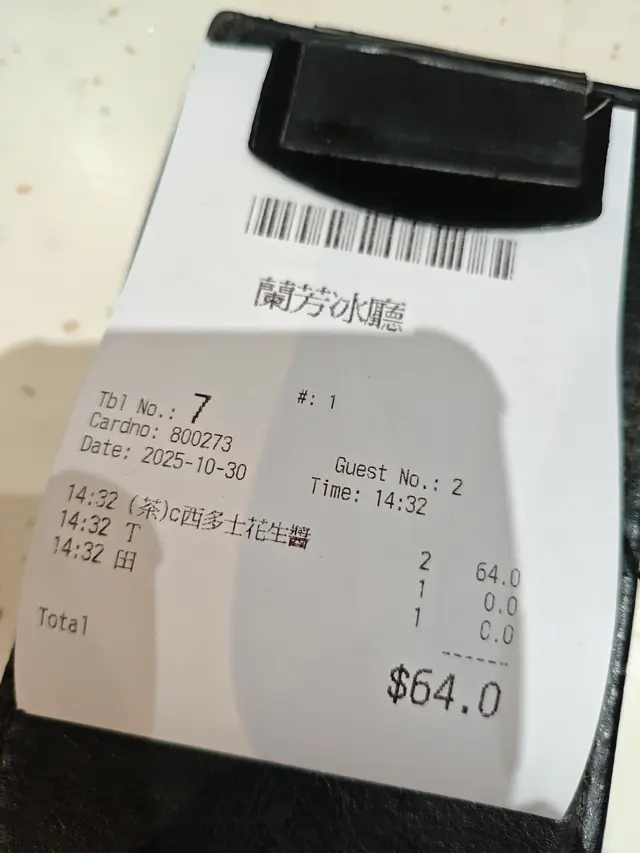 蘭芳冰廳
Tbl No.: 7 #: 1
Cardno: 800273
Date: 2025-10-30 Guest No.: 2
Time: 14:32
14:32 (茶)c西多士花生醬 2 64.0
14:32 T 1 0.0
14:32 田 1 0.0
Total $64.0